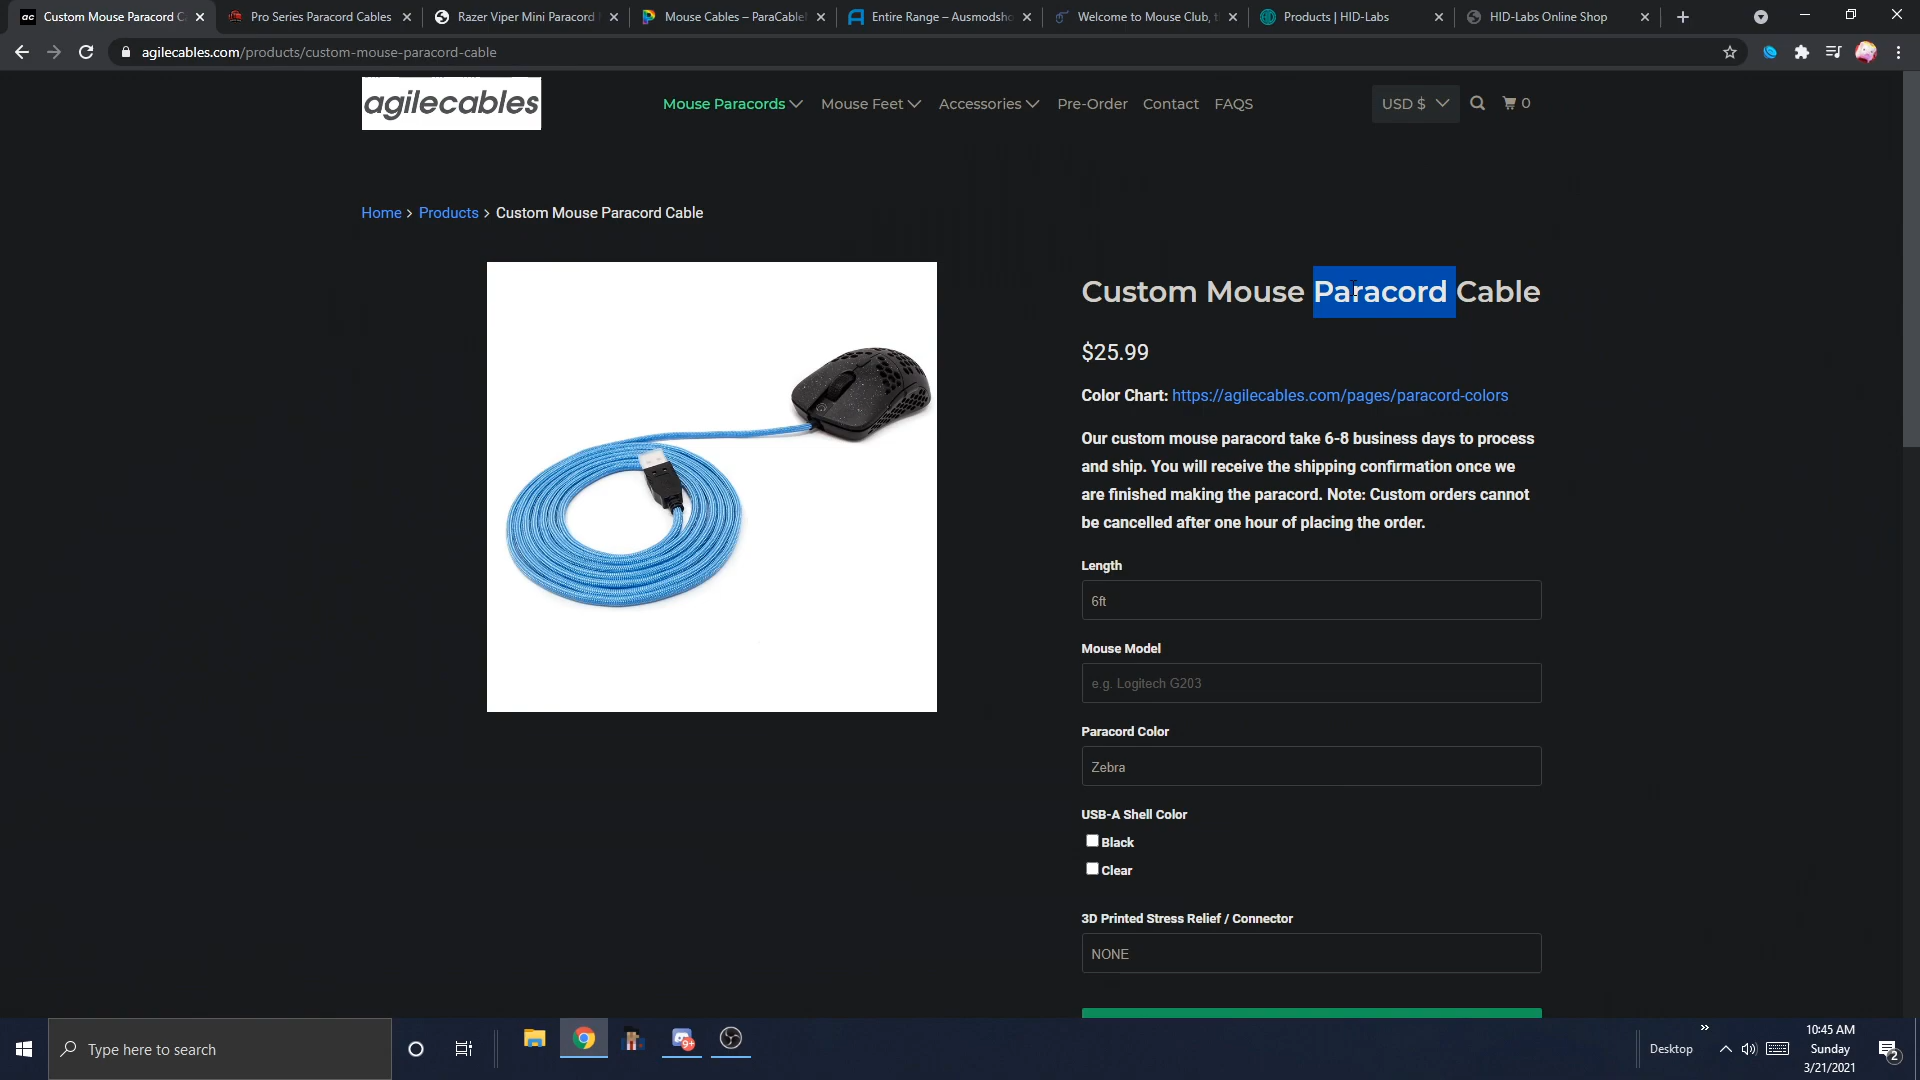 ac Custom Mouse Paracord C
Pro Series Paracord Cables
Razer Viper Mini Paracord
Mouse Cables – ParaCable
Entire Range – Ausmodsho
Welcome to Mouse Club, t
Products | HID-Labs
HID-Labs Online Shop
agilecables.com/products/custom-mouse-paracord-cable
agilecables
Mouse Paracords
Mouse Feet
Accessories
Pre-Order
Contact
FAQS
USD $
0
Home > Products > Custom Mouse Paracord Cable
Custom Mouse Paracord Cable
$25.99
Color Chart: https://agilecables.com/pages/paracord-colors
Our custom mouse paracord take 6-8 business days to process
and ship. You will receive the shipping confirmation once we
are finished making the paracord. Note: Custom orders cannot
be cancelled after one hour of placing the order.
Length
6ft
Mouse Model
e.g. Logitech G203
Paracord Color
Zebra
USB-A Shell Color
Black
Clear
3D Printed Stress Relief / Connector
NONE
Type here to search
9+
Desktop
10:45 AM
Sunday
3/21/2021
2